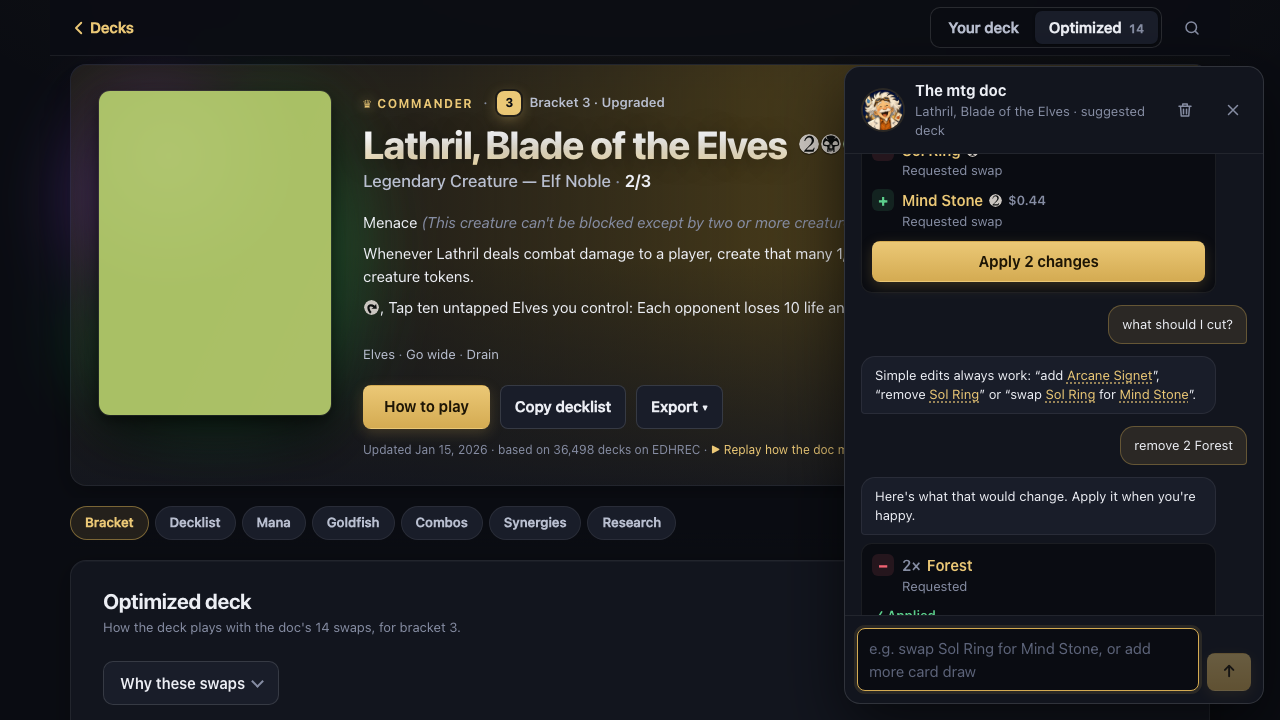 Decks
Your deck
Optimized 14
COMMANDER · 3 Bracket 3 · Upgraded
Lathril, Blade of the Elves 2
Legendary Creature — Elf Noble · 2/3
Menace (This creature can't be blocked except by two or more creatur
Whenever Lathril deals combat damage to a player, create that many 1
creature tokens.
, Tap ten untapped Elves you control: Each opponent loses 10 life an
Elves · Go wide · Drain
How to play
Copy decklist
Export ▾
Updated Jan 15, 2026 · based on 36,498 decks on EDHREC · ▶ Replay how the doc
Bracket
Decklist
Mana
Goldfish
Combos
Synergies
Research
Optimized deck
How the deck plays with the doc's 14 swaps, for bracket 3.
Why these swaps
The mtg doc
Lathril, Blade of the Elves · suggested
deck
Sol Ring
Requested swap
+ Mind Stone 2 $0.44
Requested swap
Apply 2 changes
what should I cut?
Simple edits always work: “add Arcane Signet”,
“remove Sol Ring” or “swap Sol Ring for Mind Stone”.
remove 2 Forest
Here's what that would change. Apply it when you're
happy.
− 2× Forest
Requested
✓ Applied
e.g. swap Sol Ring for Mind Stone, or add
more card draw